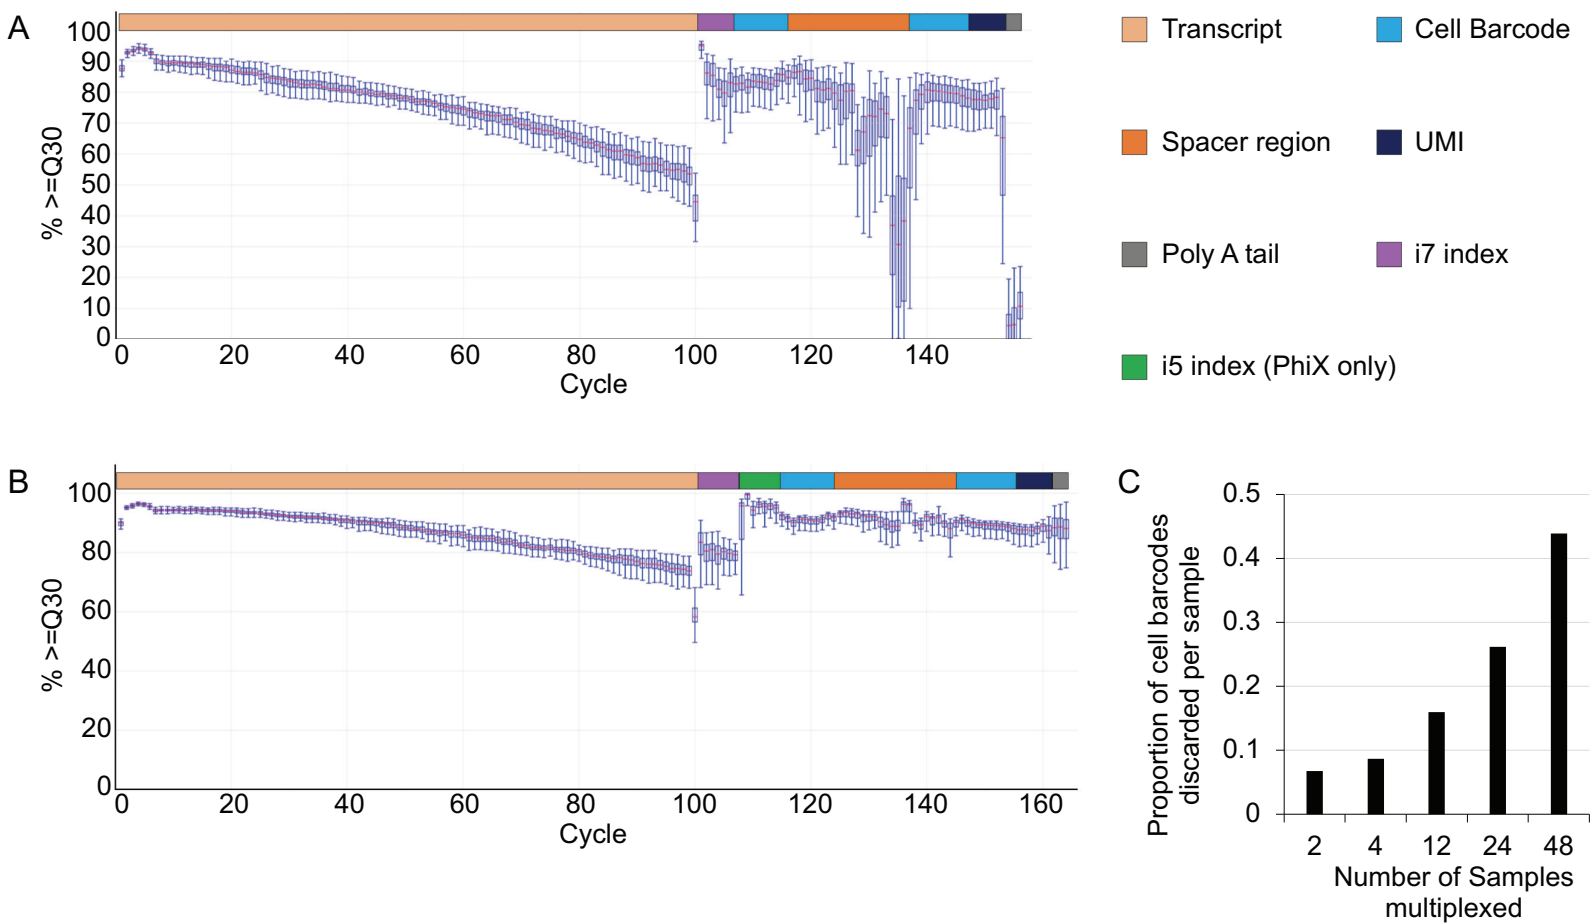 A
100
90
80
70
60
50
40
30
20
10
0
% >=Q30
0 20 40 60 80 100 120 140
Cycle
Transcript
Cell Barcode
Spacer region
UMI
Poly A tail
i7 index
i5 index (PhiX only)
B
100
80
60
40
20
0
% >=Q30
0 20 40 60 80 100 120 140 160
Cycle
C
0.5
0.4
0.3
0.2
0.1
0
Proportion of cell barcodes
discarded per sample
2 4 12 24 48
Number of Samples
multiplexed